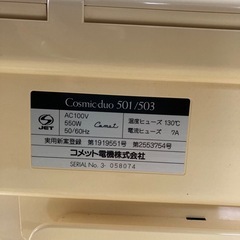 Cosmic duo 501/503
JET
AC100V
550W
50/60Hz
Comet
温度ヒューズ 130℃
電流ヒューズ 7A
実用新案登録 第1919551号 第2553754号
コメット電機株式会社
SERIAL No. 3- 058074